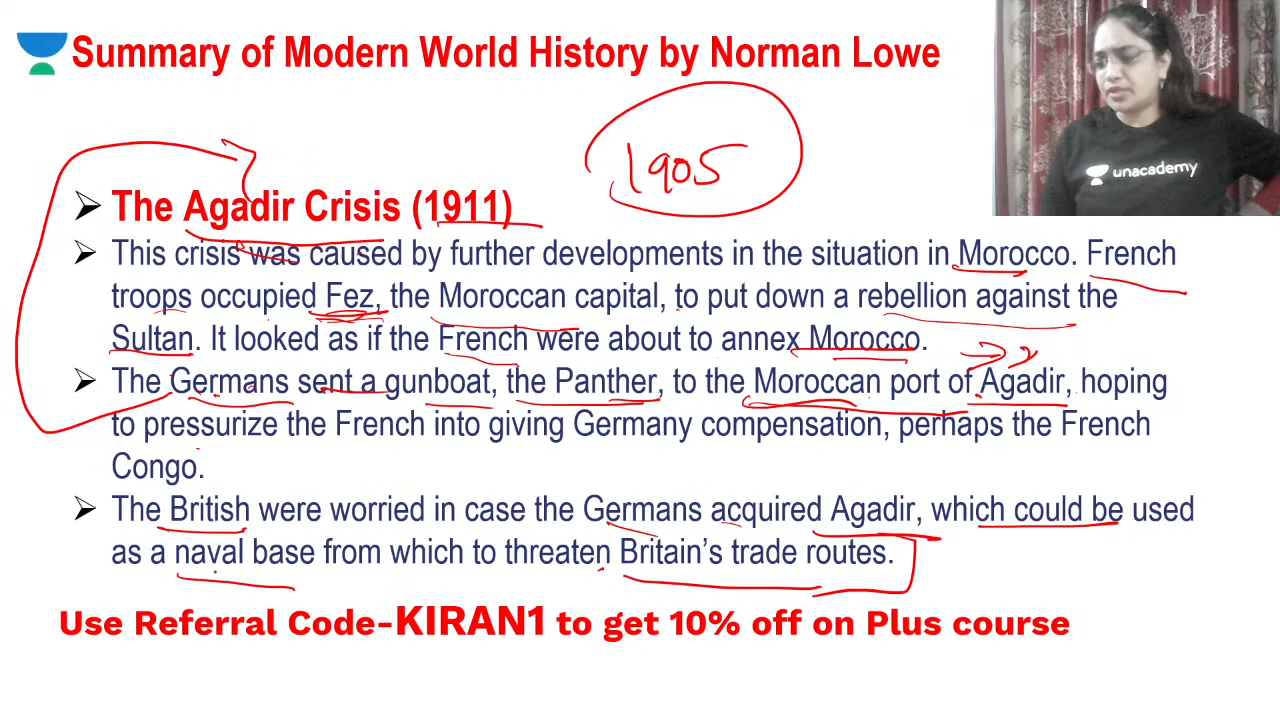 Summary of Modern World History by Norman Lowe
unacademy
1905
➢ The Agadir Crisis (1911)
➢ This crisis was caused by further developments in the situation in Morocco. French
troops occupied Fez, the Moroccan capital, to put down a rebellion against the
Sultan. It looked as if the French were about to annex Morocco.
➢ The Germans sent a gunboat, the Panther, to the Moroccan port of Agadir, hoping
to pressurize the French into giving Germany compensation, perhaps the French
Congo.
➢ The British were worried in case the Germans acquired Agadir, which could be used
as a naval base from which to threaten Britain's trade routes.
Use Referral Code-KIRAN1 to get 10% off on Plus course